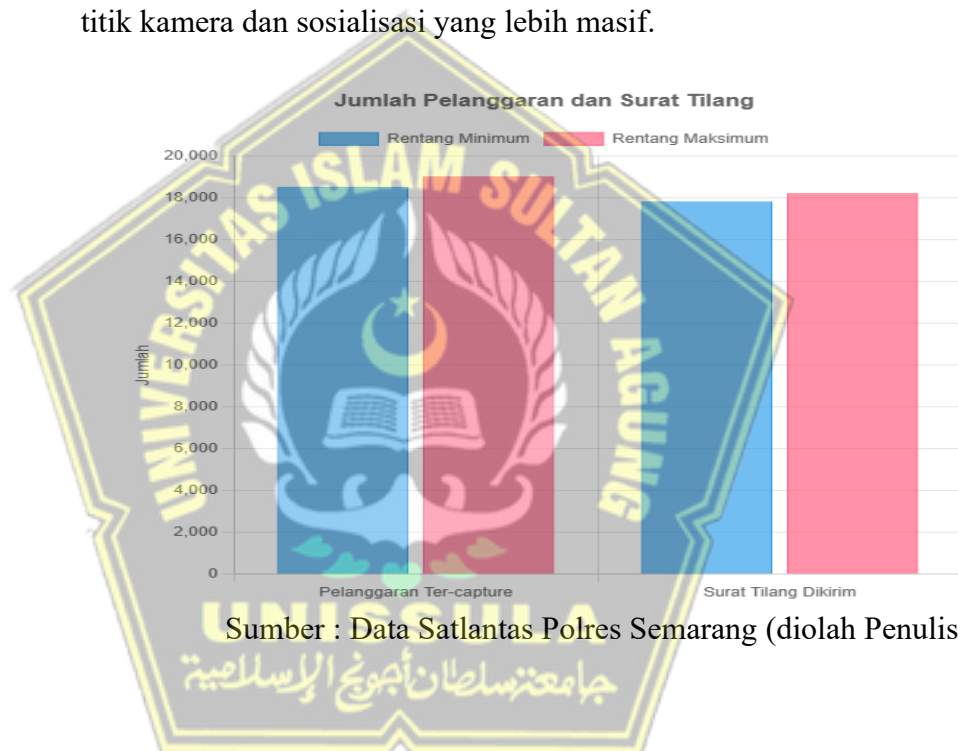 titik kamera dan sosialisasi yang lebih masif.
Jumlah Pelanggaran dan Surat Tilang
Rentang Minimum Rentang Maksimum
20,000
18,000
16,000
14,000
12,000
10,000
8,000
6,000
4,000
2,000
0
Jumlah
Pelanggaran Ter-capture Surat Tilang Dikirim
Sumber : Data Satlantas Polres Semarang (diolah Penulis
UNIVERSITAS ISLAM SULTAN AGUNG
UNISSULA
جامعتنسلطان أجونج الإسلامية